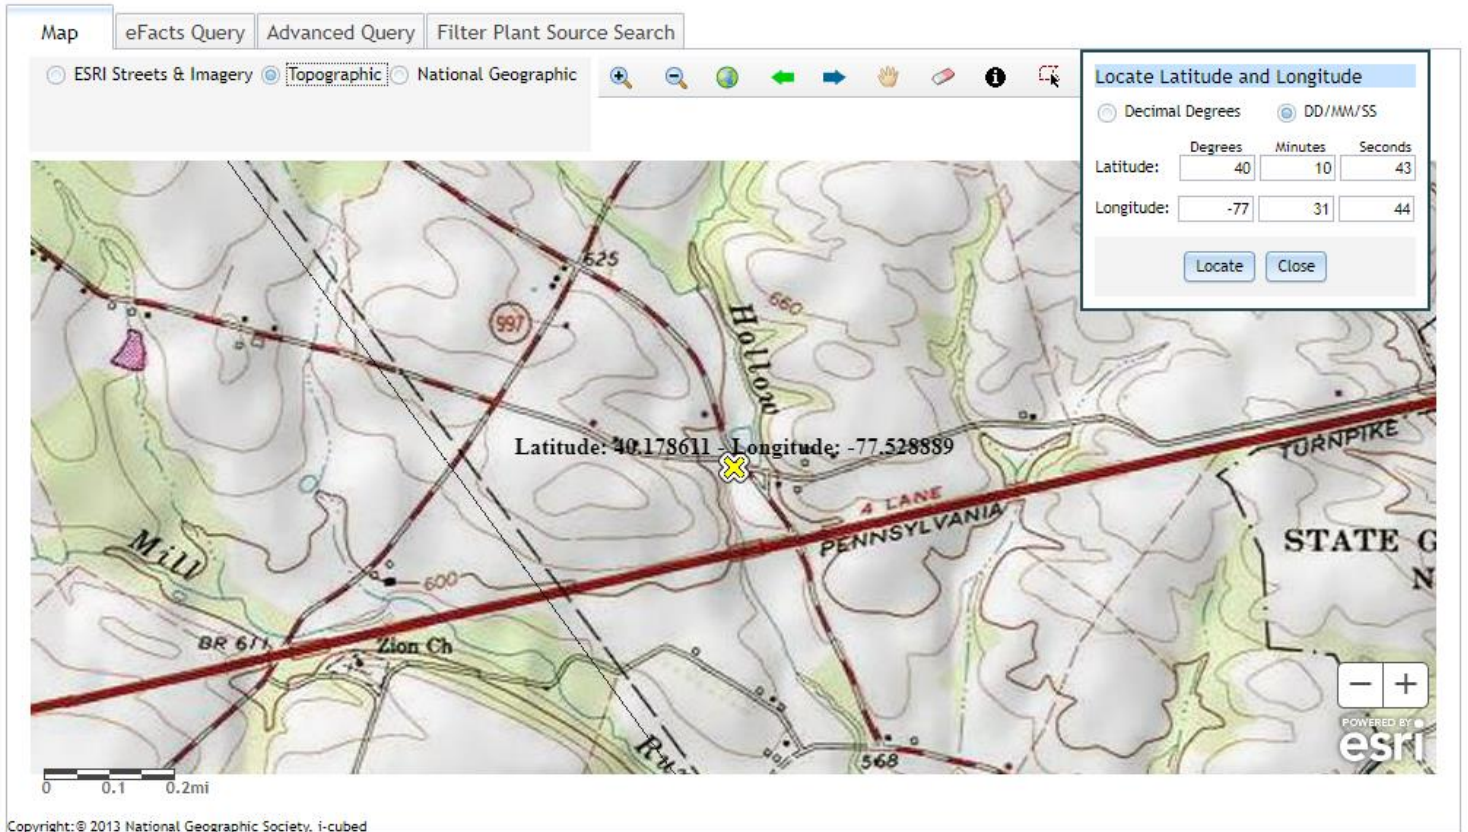 Map eFacts Query Advanced Query Filter Plant Source Search
ESRI Streets & Imagery Topographic National Geographic
Locate Latitude and Longitude
Decimal Degrees DD/MM/SS
Degrees Minutes Seconds
Latitude: 40 10 43
Longitude: -77 31 44
Locate Close
525
997
Hollow
660
Latitude: 40.178611 - Longitude: -77.528889
TURNPIKE
4 LANE
PENNSYLVANIA
STATE G
N
Mill
600
BR 611
Zion Ch
Run
568
POWERED BY
esri
0 0.1 0.2mi
Copyright:© 2013 National Geographic Society, i-cubed